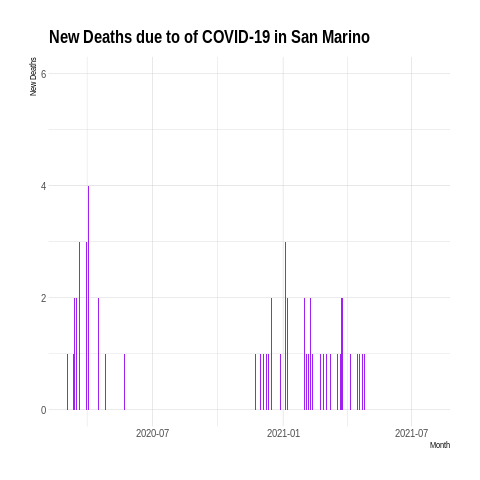 New Deaths due to of COVID-19 in San Marino
New Deaths
6
4
2
0
2020-07 2021-01 2021-07
Month